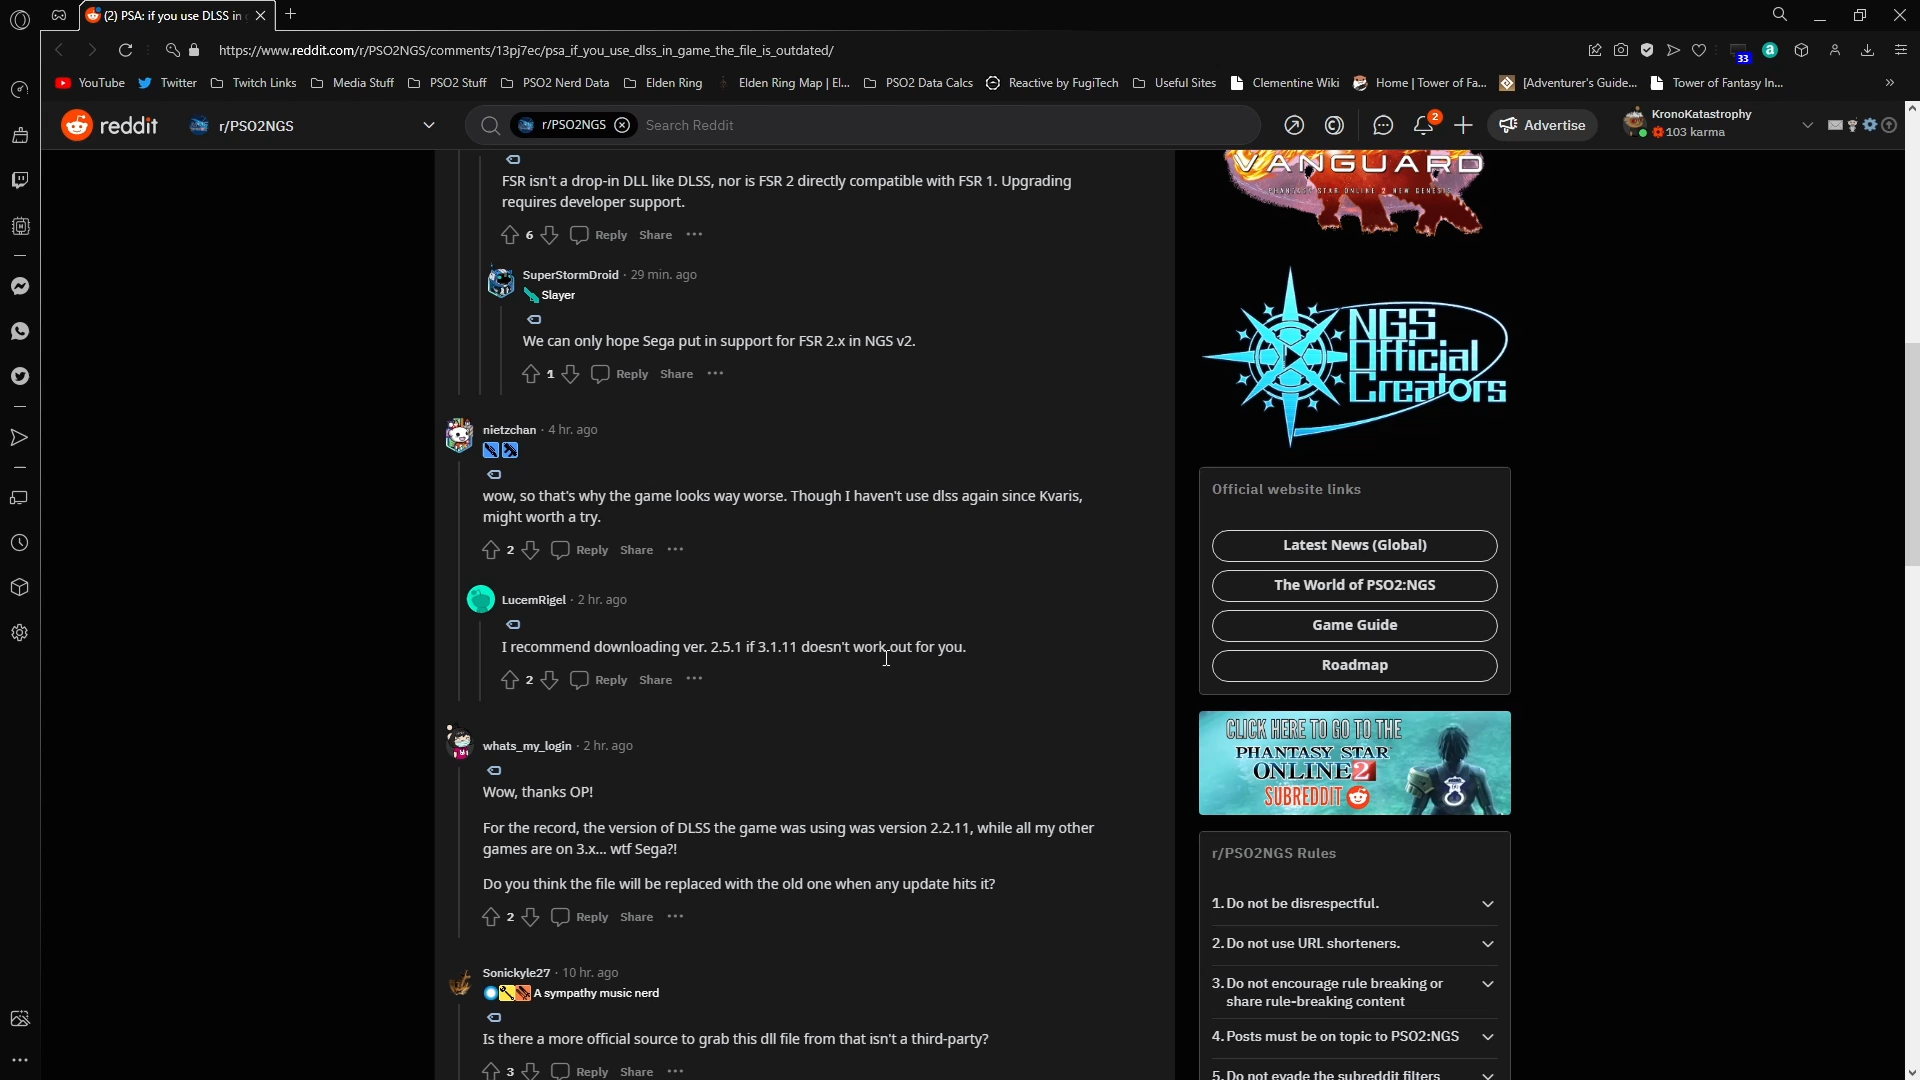 (2) PSA: if you use DLSS in
https://www.reddit.com/r/PSO2NGS/comments/13pj7ec/psa_if_you_use_dlss_in_game_the_file_is_outdated/
33
a
YouTube
Twitter
Twitch Links
Media Stuff
PSO2 Stuff
PSO2 Nerd Data
Elden Ring
Elden Ring Map | El...
PSO2 Data Calcs
Reactive by FugiTech
Useful Sites
Clementine Wiki
Home | Tower of Fa...
[Adventurer's Guide...
Tower of Fantasy In...
reddit
r/PSO2NGS
r/PSO2NGS
Search Reddit
2
Advertise
KronoKatastrophy
103 karma
FSR isn't a drop-in DLL like DLSS, nor is FSR 2 directly compatible with FSR 1. Upgrading
requires developer support.
6 Reply Share
SuperStormDroid · 29 min. ago
Slayer
We can only hope Sega put in support for FSR 2.x in NGS v2.
1 Reply Share
nietzchan · 4 hr. ago
wow, so that's why the game looks way worse. Though I haven't use dlss again since Kvaris,
might worth a try.
2 Reply Share
LucemRigel · 2 hr. ago
I recommend downloading ver. 2.5.1 if 3.1.11 doesn't work out for you.
2 Reply Share
whats_my_login · 2 hr. ago
Wow, thanks OP!
For the record, the version of DLSS the game was using was version 2.2.11, while all my other
games are on 3.x... wtf Sega?!
Do you think the file will be replaced with the old one when any update hits it?
2 Reply Share
Sonickyle27 · 10 hr. ago
A sympathy music nerd
Is there a more official source to grab this dll file from that isn't a third-party?
3 Reply Share
VANGUARD
PHANTASY STAR ONLINE 2 NEW GENESIS
NGS
Official
Creators
Official website links
Latest News (Global)
The World of PSO2:NGS
Game Guide
Roadmap
CLICK HERE TO GO TO THE
PHANTASY STAR
ONLINE 2
SUBREDDIT
r/PSO2NGS Rules
1. Do not be disrespectful.
2. Do not use URL shorteners.
3. Do not encourage rule breaking or
share rule-breaking content
4. Posts must be on topic to PSO2:NGS
5. Do not evade the subreddit filters